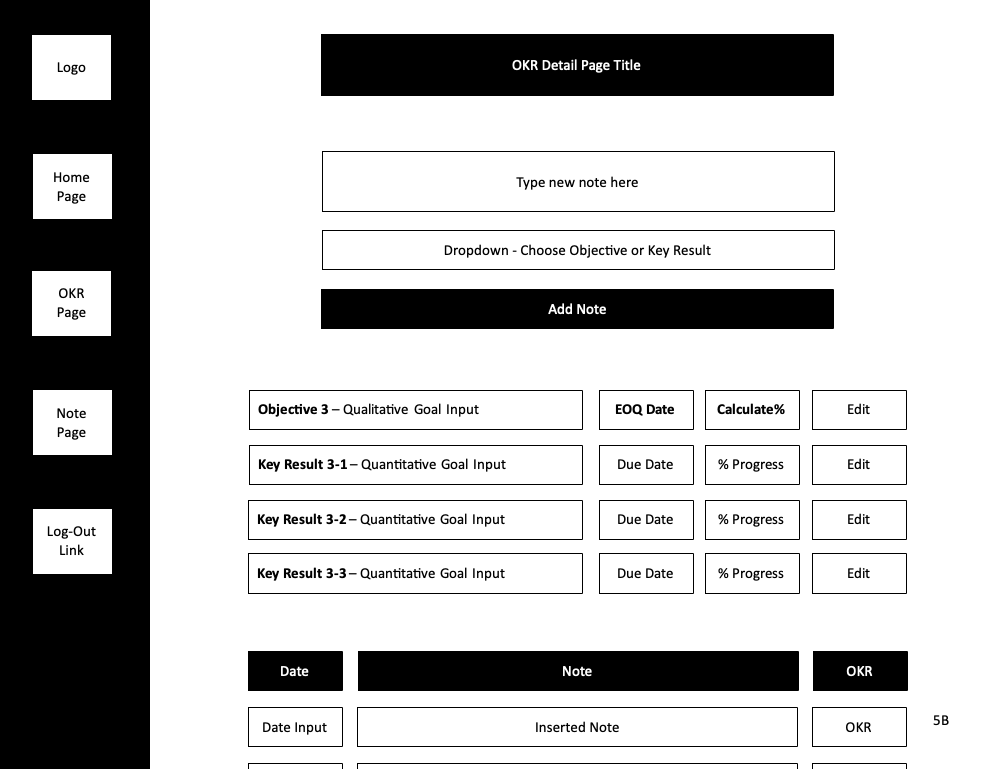 Logo
Home
Page
OKR
Page
Note
Page
Log-Out
Link
OKR Detail Page Title
Type new note here
Dropdown - Choose Objective or Key Result
Add Note
Objective 3 – Qualitative Goal Input EOQ Date Calculate% Edit
Key Result 3-1 – Quantitative Goal Input Due Date % Progress Edit
Key Result 3-2 – Quantitative Goal Input Due Date % Progress Edit
Key Result 3-3 – Quantitative Goal Input Due Date % Progress Edit
Date Note OKR
Date Input Inserted Note OKR
5B